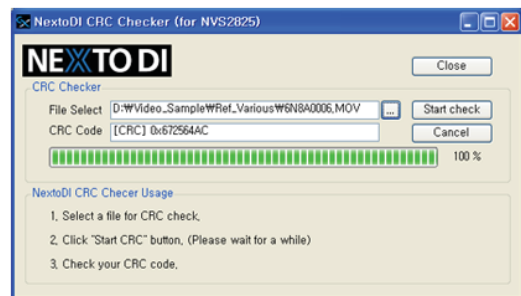 NextoDI CRC Checker (for NVS2825)
NEXTO DI
Close
CRC Checker
File Select D:₩Video_Sample₩Ref_Various₩6N8A0006,MOV ... Start check
CRC Code [CRC] 0x672564AC Cancel
100 %
NextoDI CRC Checer Usage
1, Select a file for CRC check,
2, Click "Start CRC" button, (Please wait for a while)
3, Check your CRC code,